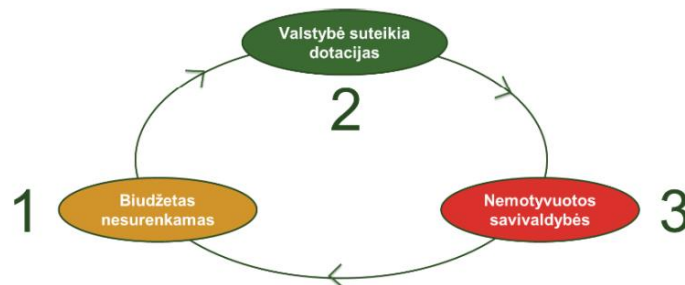 Valstybė suteikia
dotacijas
2
1
Biudžetas
nesurenkamas
Nemotyvuotos
savivaldybės
3